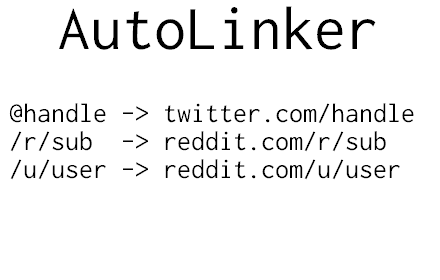 AutoLinker
@handle -> twitter.com/handle
/r/sub  -> reddit.com/r/sub
/u/user -> reddit.com/u/user